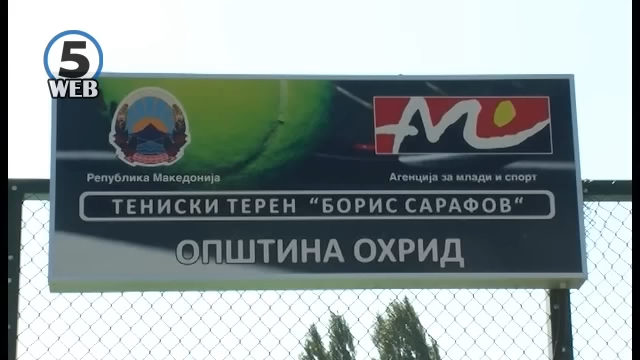 5
WEB
Република Македонија
Агенција за млади и спорт
ТЕНИСКИ ТЕРЕН "БОРИС САРАФОВ"
ОПШТИНА ОХРИД